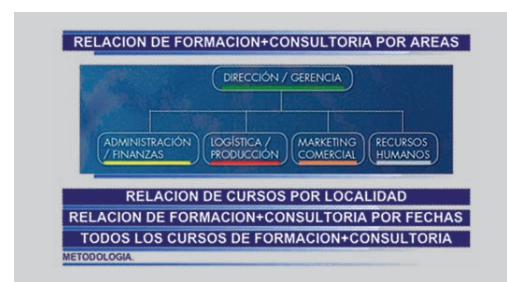 RELACION DE FORMACION+CONSULTORIA POR AREAS
DIRECCIÓN / GERENCIA
ADMINISTRACIÓN
/ FINANZAS
LOGÍSTICA /
PRODUCCIÓN
MARKETING
COMERCIAL
RECURSOS
HUMANOS
RELACION DE CURSOS POR LOCALIDAD
RELACION DE FORMACION+CONSULTORIA POR FECHAS
TODOS LOS CURSOS DE FORMACION+CONSULTORIA
METODOLOGIA.